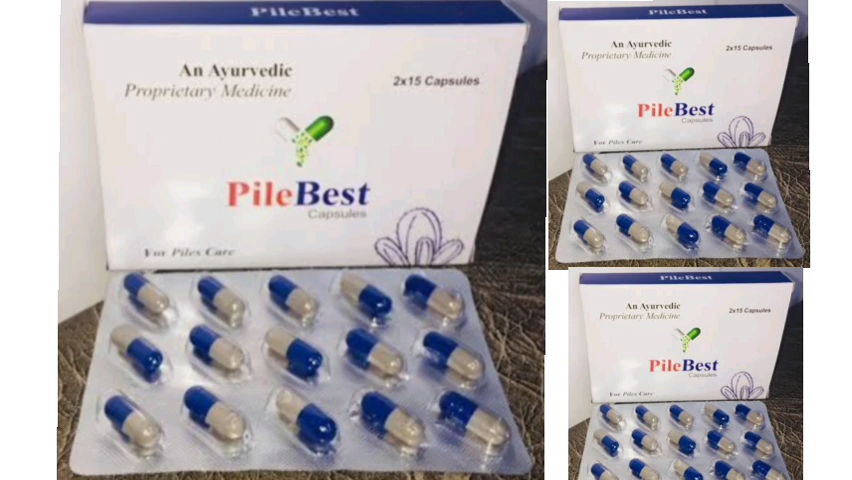 PileBest
An Ayurvedic
Proprietary Medicine
2x15 Capsules
PileBest
Capsules
For Piles Care
PileBest
An Ayurvedic
Proprietary Medicine
2x15 Capsules
PileBest
Capsules
For Piles Care
PileBest
An Ayurvedic
Proprietary Medicine
2x15 Capsules
PileBest
Capsules
For Piles Care